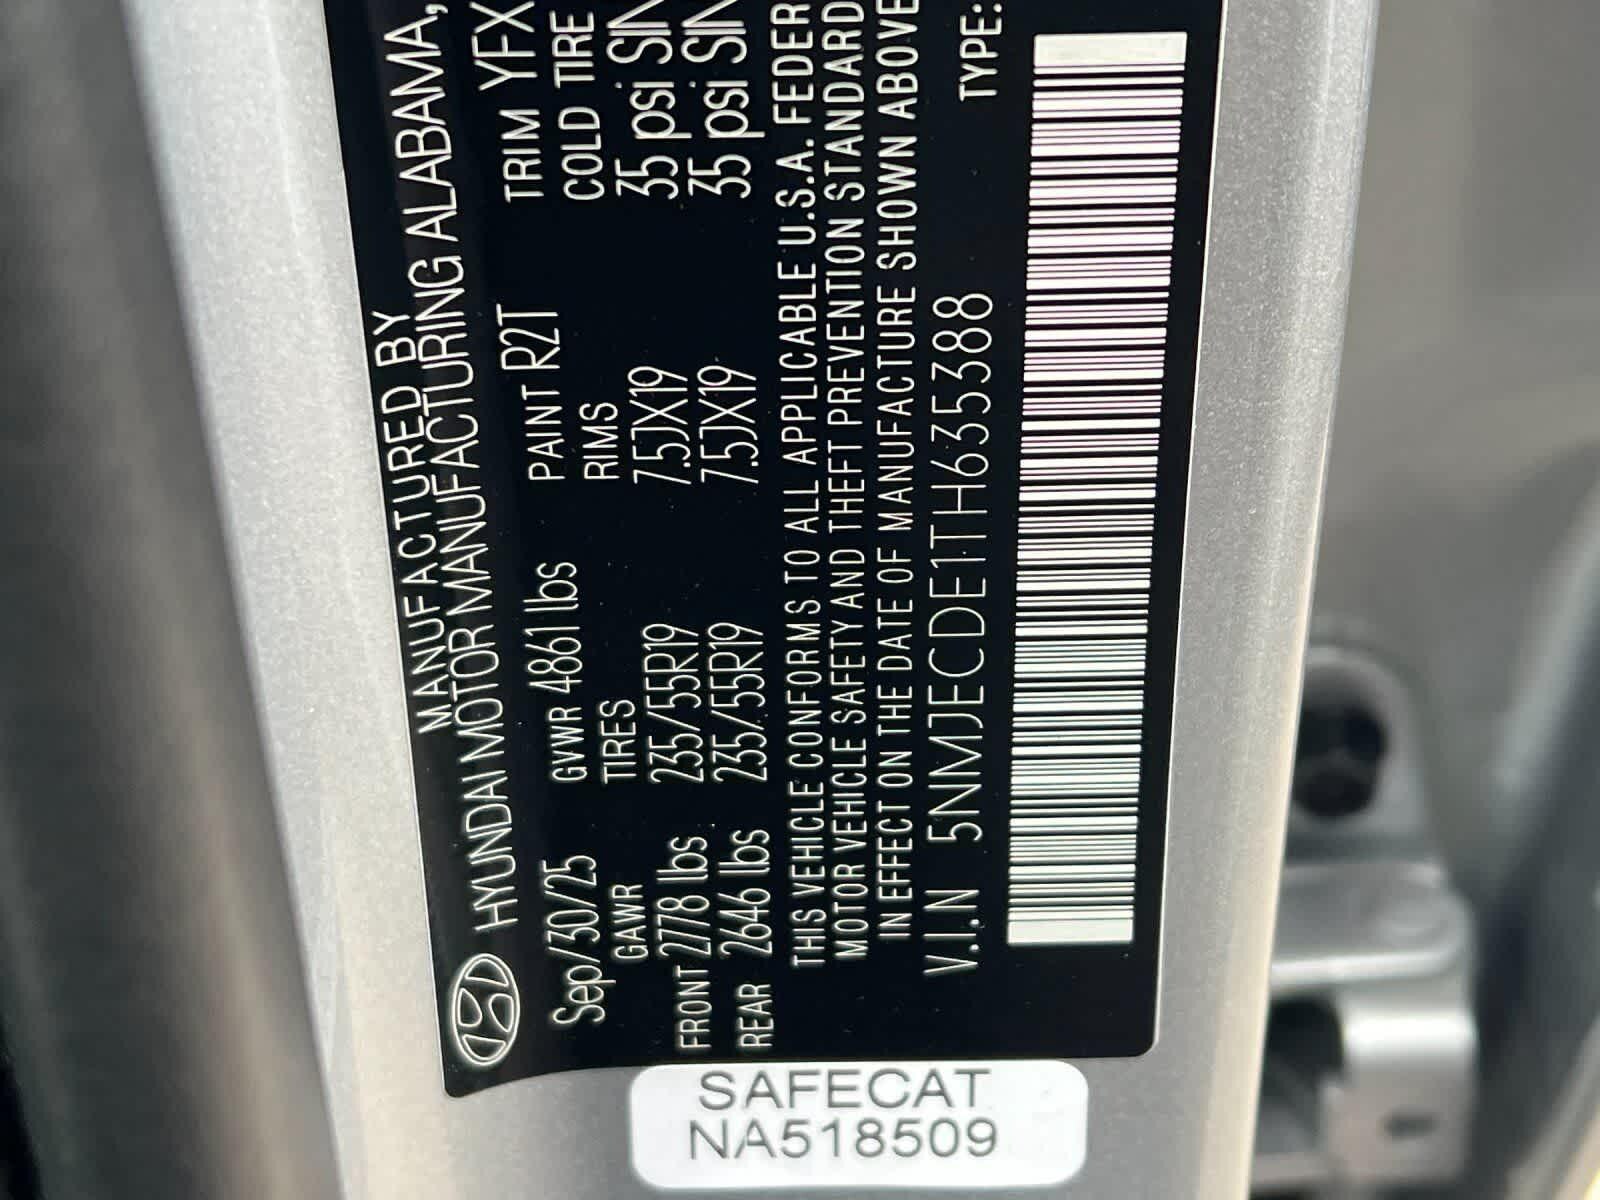 MANUFACTURED BY
HYUNDAI MOTOR MANUFACTURING ALABAMA,
Sep/30/25 GVWR 4861 lbs PAINT R2T TRIM YFX
GAWR TIRES RIMS COLD TIRE
FRONT 2778 lbs 235/55R19 7.5JX19 35 psi SIN
REAR 2646 lbs 235/55R19 7.5JX19 35 psi SIN
THIS VEHICLE CONFORMS TO ALL APPLICABLE U.S.A. FEDER
MOTOR VEHICLE SAFETY AND THEFT PREVENTION STANDARD
IN EFFECT ON THE DATE OF MANUFACTURE SHOWN ABOVE
V.I.N 5NMJECDE1TH635388 TYPE:
SAFECAT
NA518509